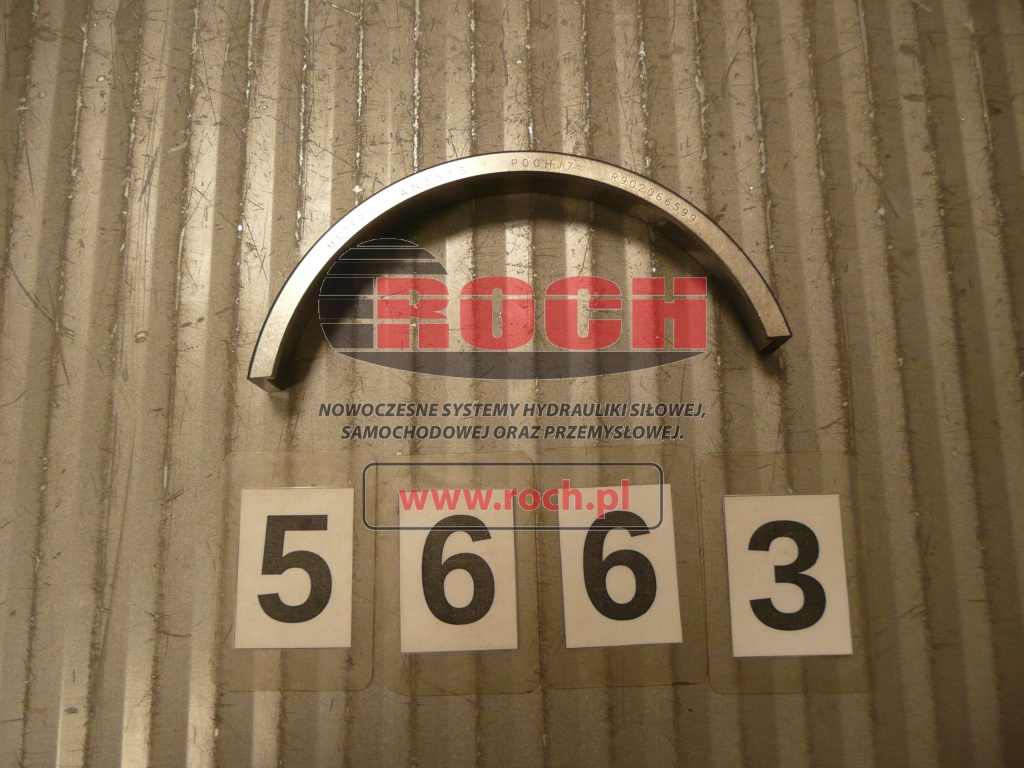 P00HJ7 R902066599
ROCH
NOWOCZESNE SYSTEMY HYDRAULIKI SIŁOWEJ,
SAMOCHODOWEJ ORAZ PRZEMYSŁOWEJ.
www.roch.pl
5 6 6 3